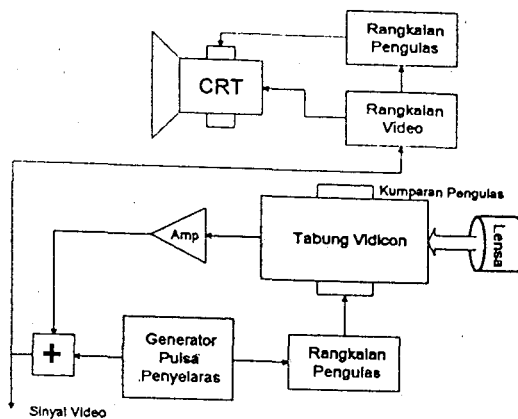 Rangkaian
Pengulas
CRT
Rangkaian
Video
Kumparan Pengulas
Amp
Tabung Vidicon
Lensa
+
Generator
Pulsa
Penyelaras
Rangkaian
Pengulas
Sinyal Video